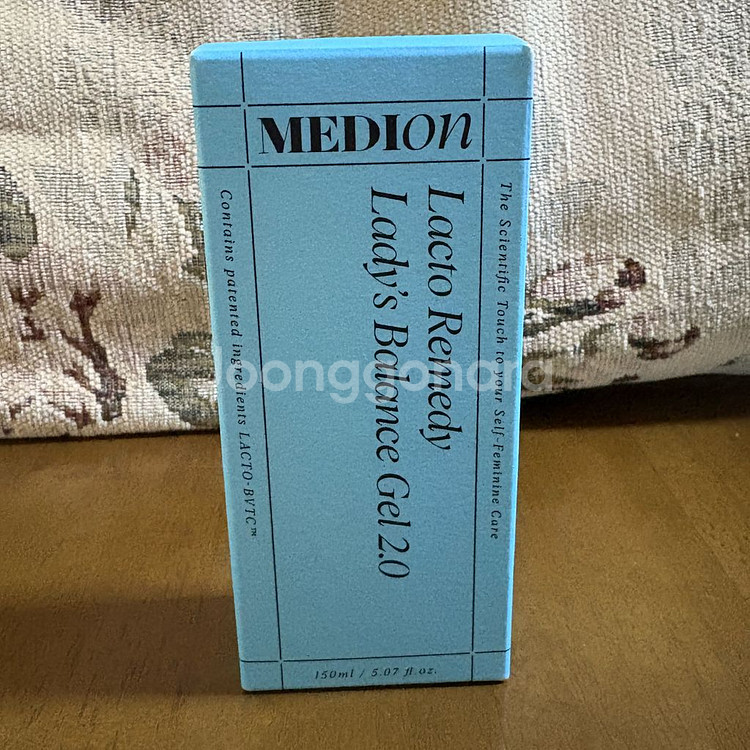 MEDION
Lacto Remedy
Lady's Balance Gel 2.0
The Scientific Touch to your Self-Feminine Care
Contains patented ingredients LACTO-BVTC™
150ml / 5.07 fl.oz.
Joonggonara